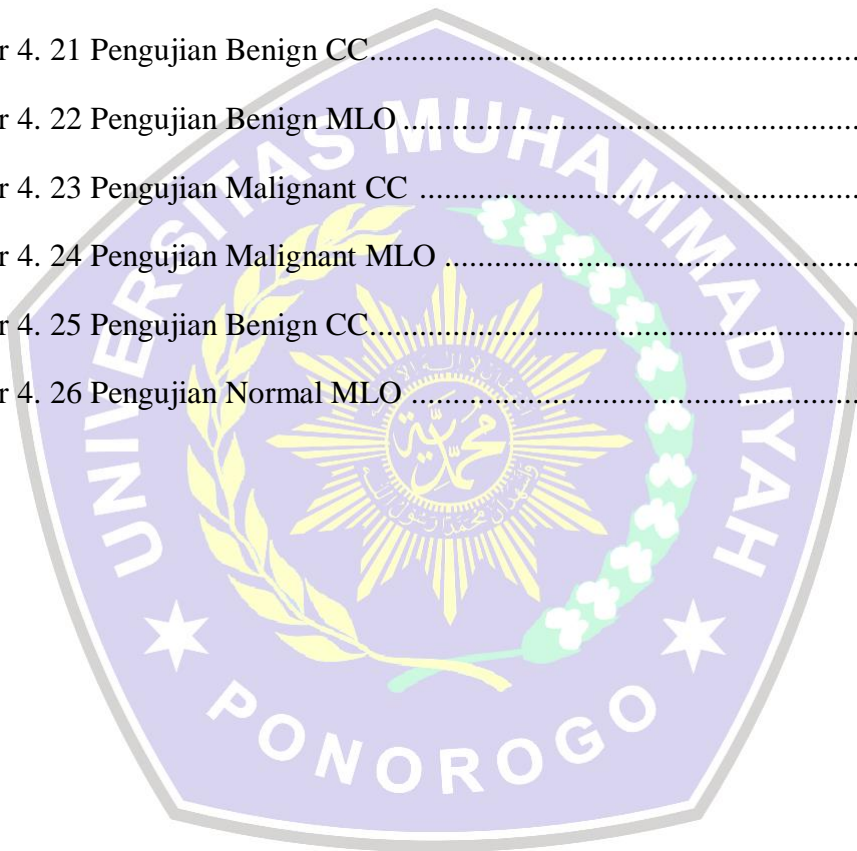 r 4. 21 Pengujian Benign CC....................................................................
r 4. 22 Pengujian Benign MLO................................................................
r 4. 23 Pengujian Malignant CC ..............................................................
r 4. 24 Pengujian Malignant MLO...........................................................
r 4. 25 Pengujian Benign CC....................................................................
r 4. 26 Pengujian Normal MLO...............................................................
UNIVERSITAS MUHAMMADIYAH
PONOROGO
محمدية